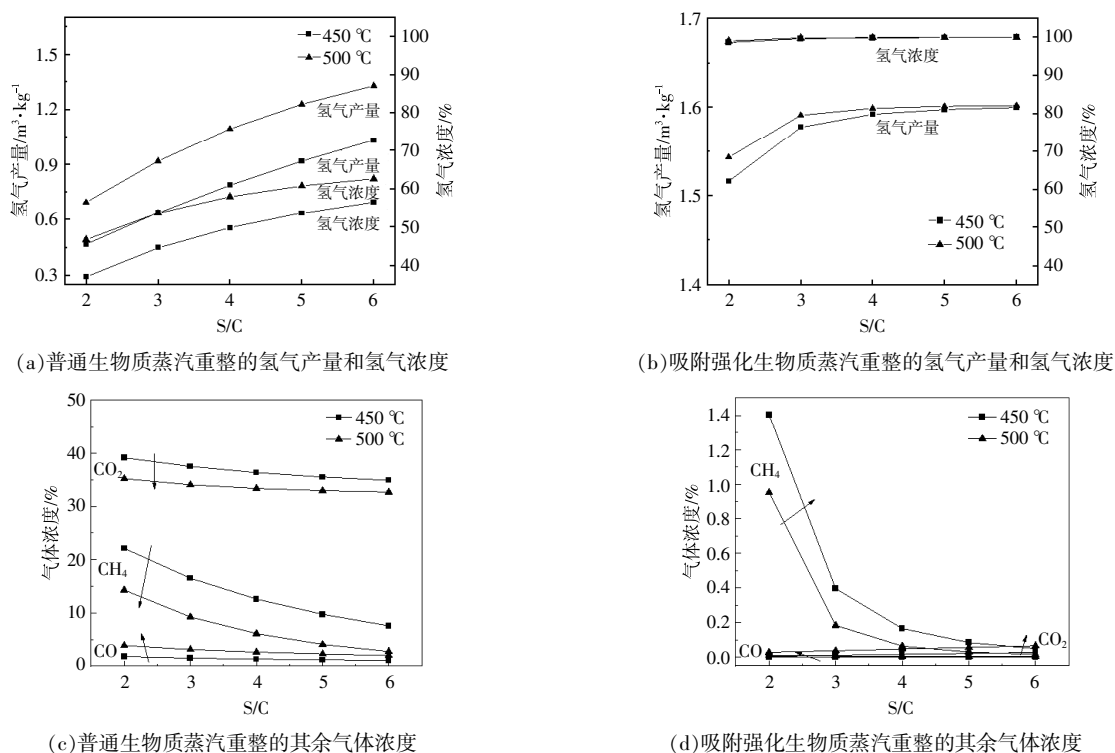 氢气产量/m³·kg⁻¹
1.5
1.2
0.9
0.6
0.3
450 ℃
500 ℃
氢气产量
氢气产量
氢气浓度
氢气浓度
100
90
80
70
60
50
40
氢气浓度/%
2 3 4 5 6
S/C
(a)普通生物质蒸汽重整的氢气产量和氢气浓度
氢气产量/m³·kg⁻¹
1.7
1.6
1.5
1.4
氢气浓度
氢气产量
450 ℃
500 ℃
100
90
80
70
60
50
40
氢气浓度/%
2 3 4 5 6
S/C
(b)吸附强化生物质蒸汽重整的氢气产量和氢气浓度
气体浓度/%
50
40
30
20
10
0
450 ℃
500 ℃
CO₂
CH₄
CO
2 3 4 5 6
S/C
(c)普通生物质蒸汽重整的其余气体浓度
气体浓度/%
1.4
1.2
1.0
0.8
0.6
0.4
0.2
0.0
450 ℃
500 ℃
CH₄
CO
CO₂
2 3 4 5 6
S/C
(d)吸附强化生物质蒸汽重整的其余气体浓度